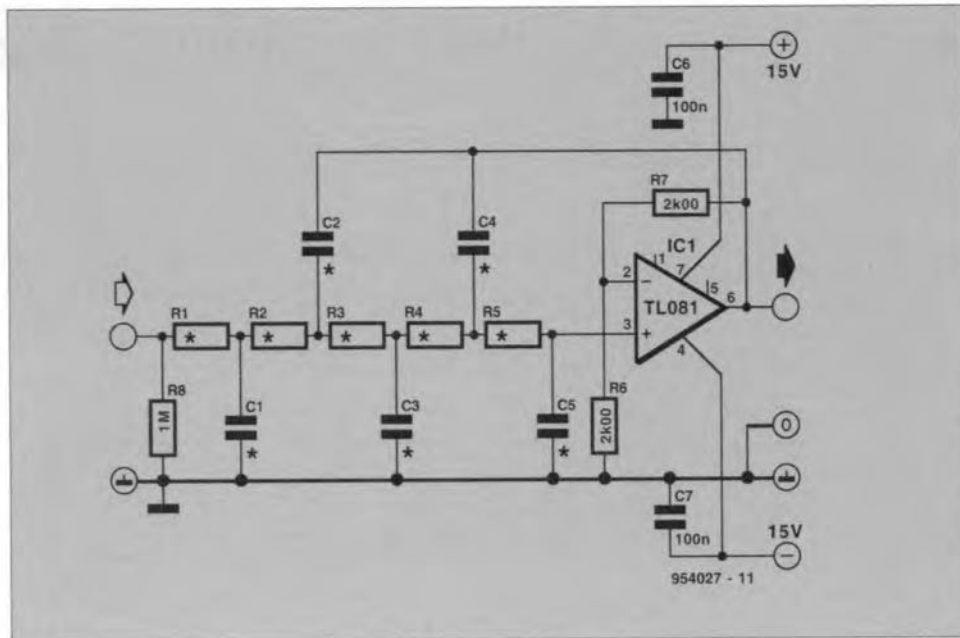 C6
100n
+
15V
R7
2k00
C2
*
C4
*
IC1
1
7
2
−
5
TL081
6
3
+
4
R1
*
R2
*
R3
*
R4
*
R5
*
R8
1M
C1
*
C3
*
C5
*
R6
2k00
0
C7
100n
15V
−
954027 - 11